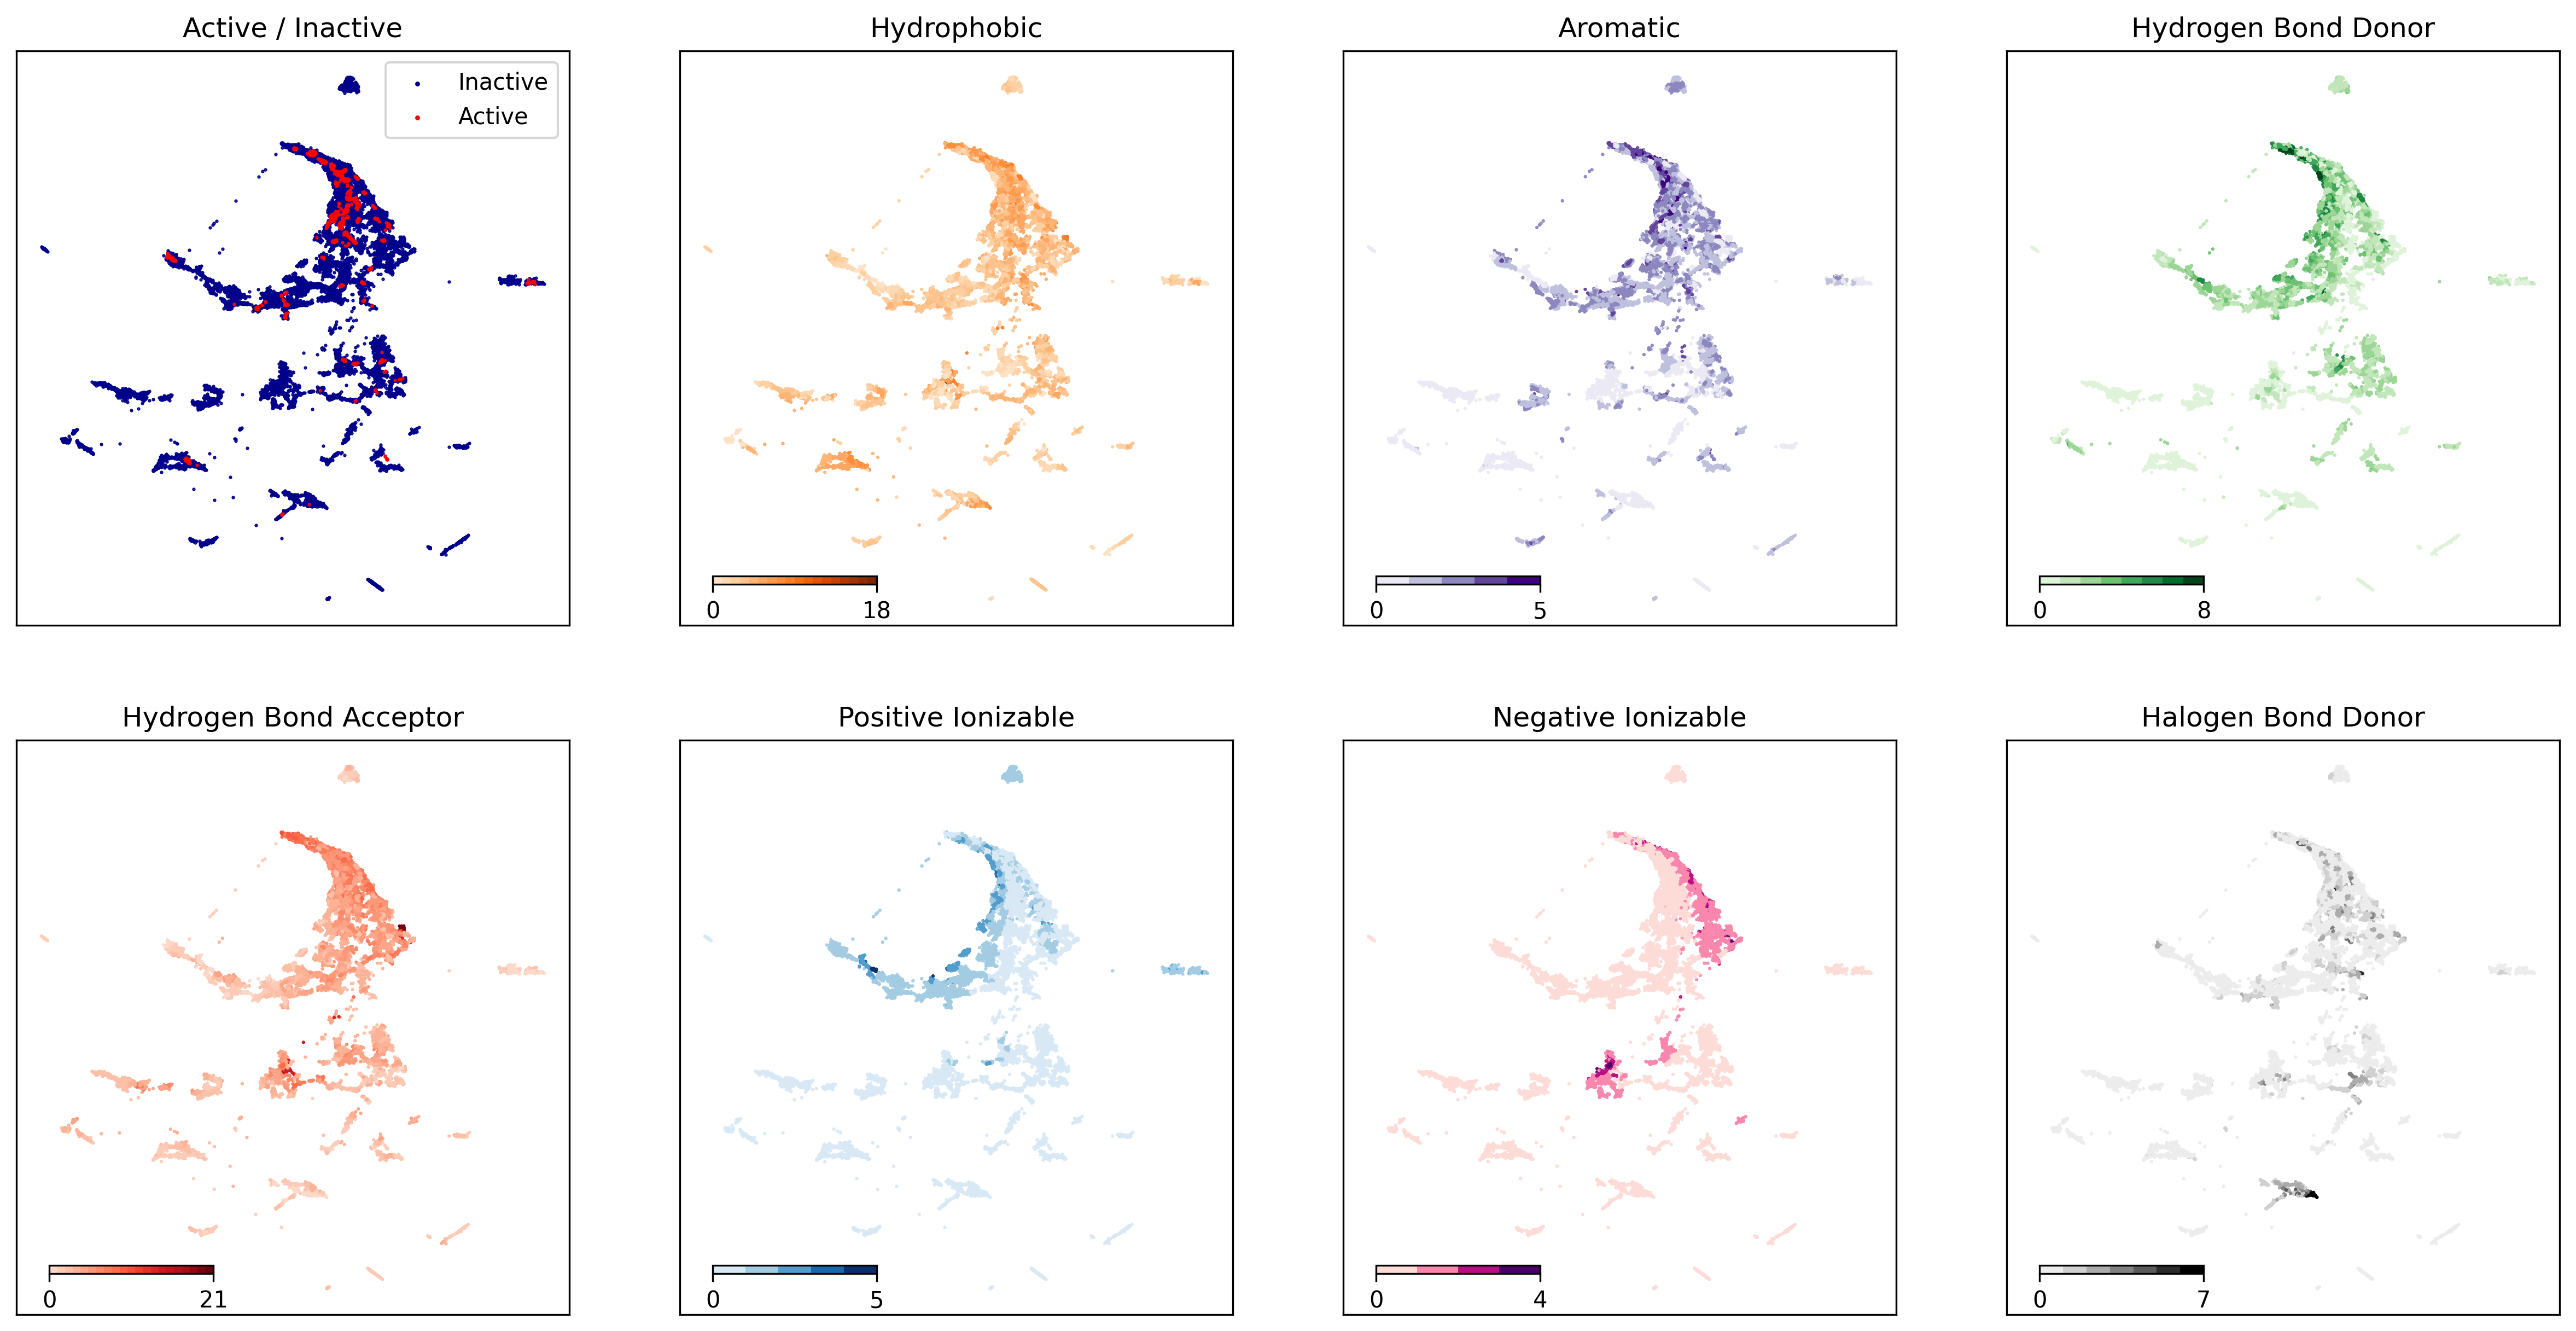 Active / Inactive
Inactive
Active
Hydrophobic
0 18
Aromatic
0 5
Hydrogen Bond Donor
0 8
Hydrogen Bond Acceptor
0 21
Positive Ionizable
0 5
Negative Ionizable
0 4
Halogen Bond Donor
0 7